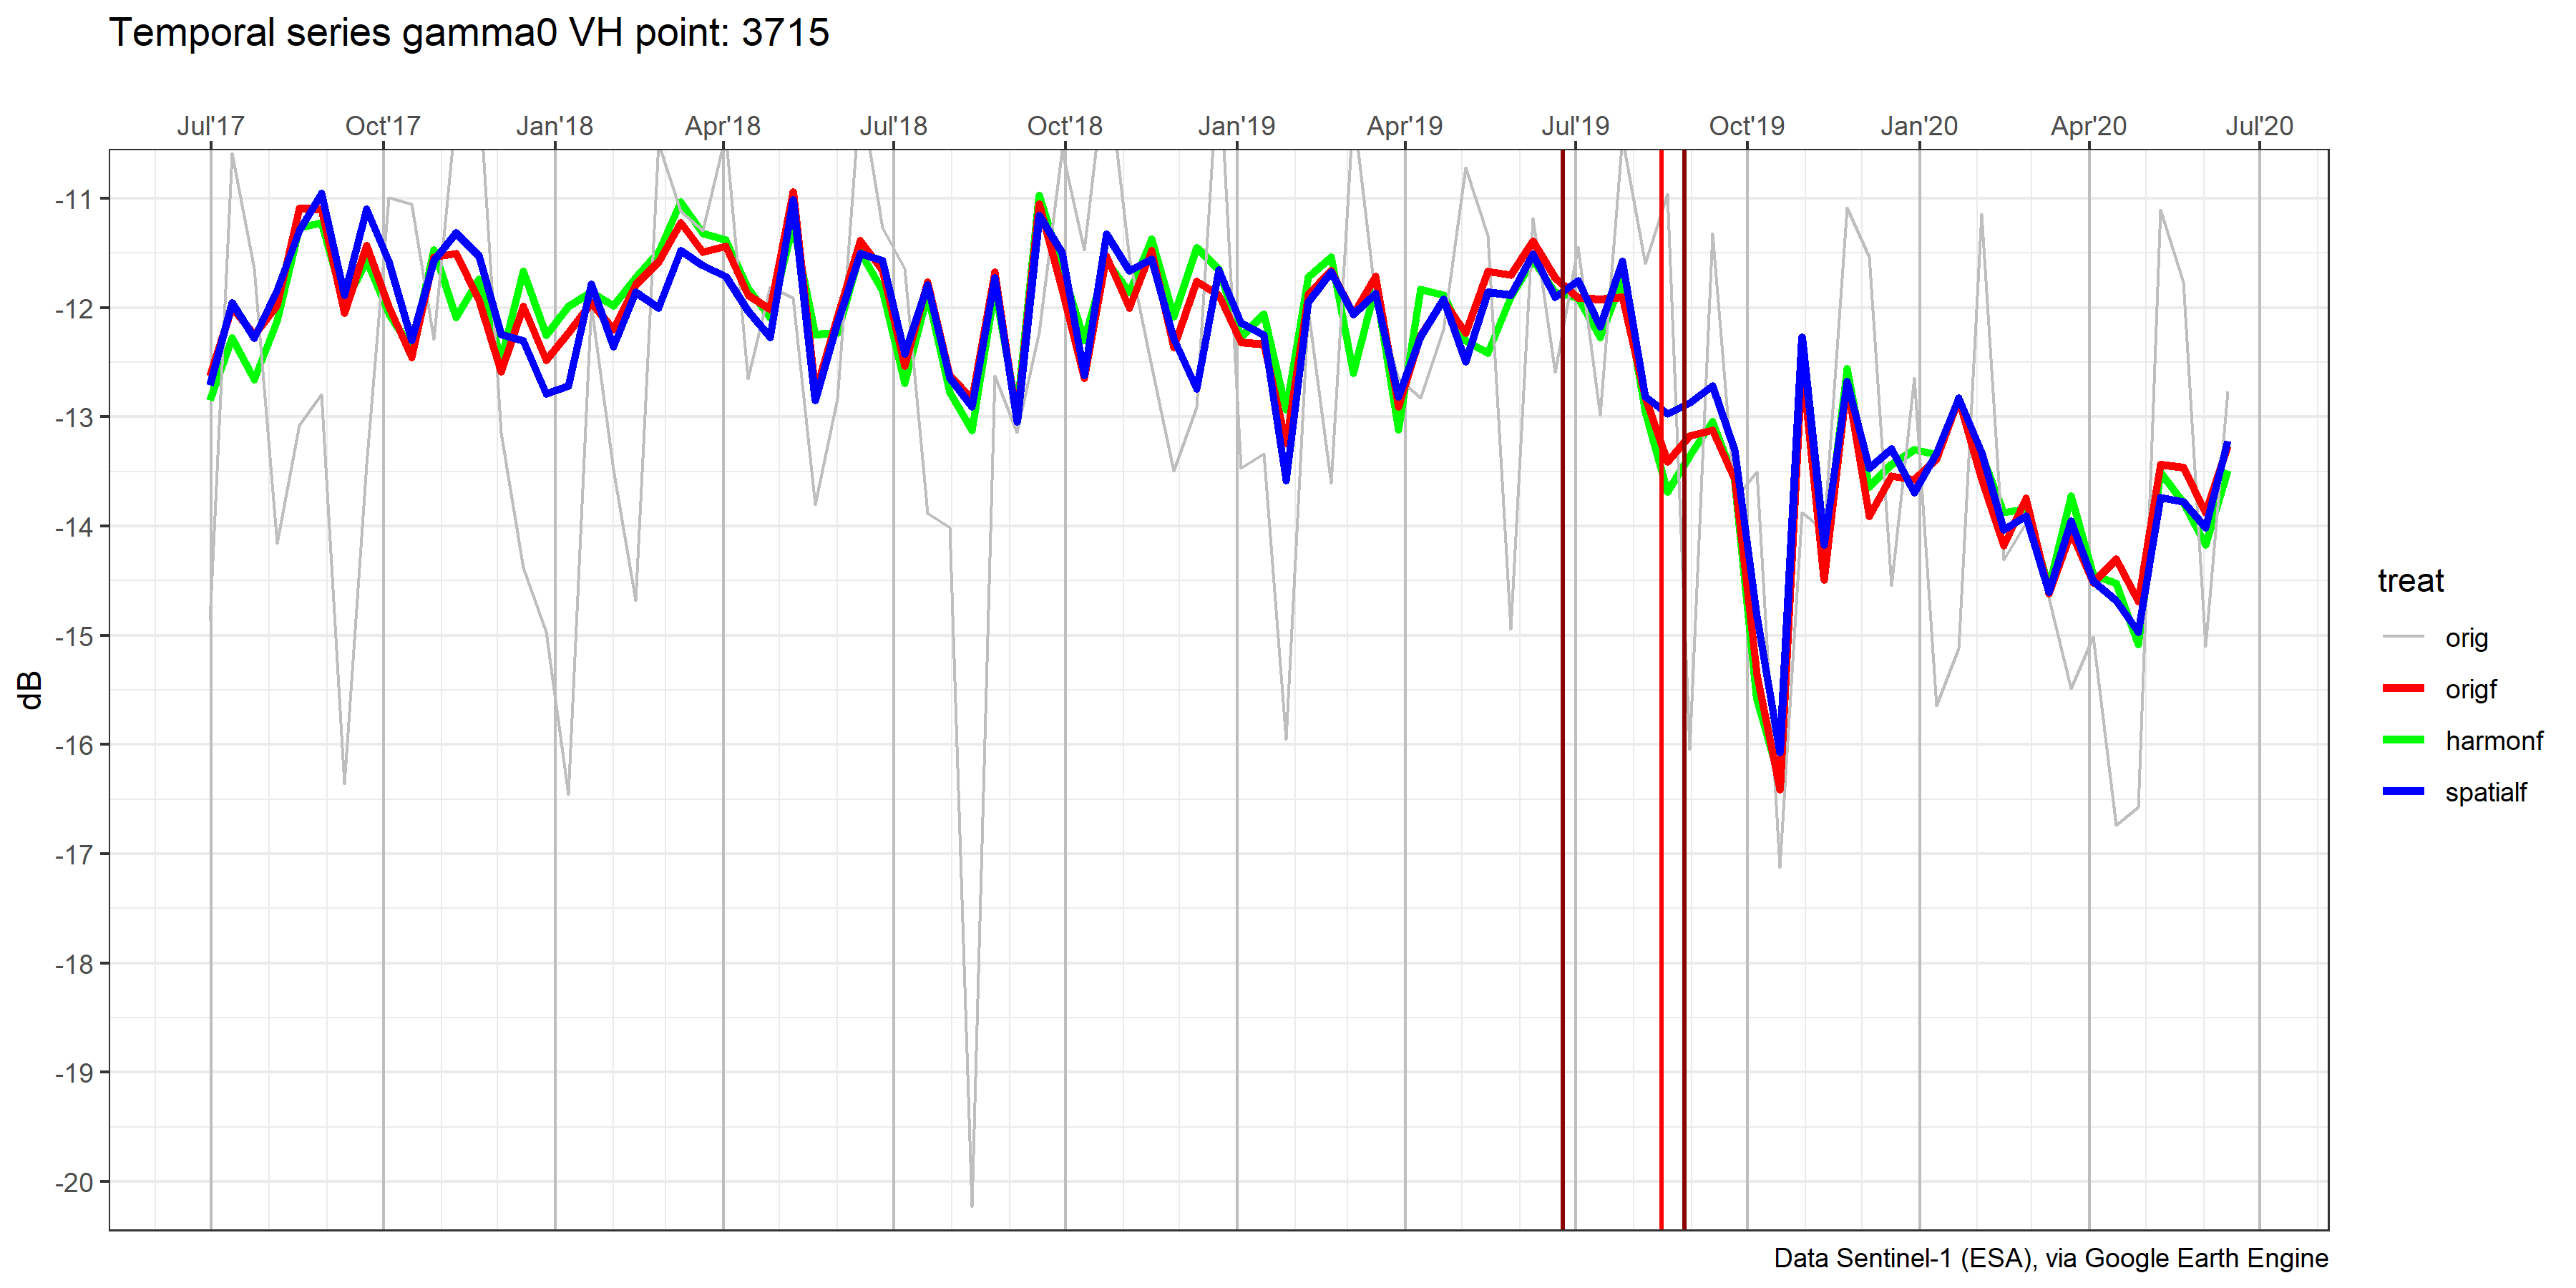 Temporal series gamma0 VH point: 3715
Jul'17 Oct'17 Jan'18 Apr'18 Jul'18 Oct'18 Jan'19 Apr'19 Jul'19 Oct'19 Jan'20 Apr'20 Jul'20
-11
-12
-13
-14
-15
-16
-17
-18
-19
-20
dB
treat
orig
origf
harmonf
spatialf
Data Sentinel-1 (ESA), via Google Earth Engine